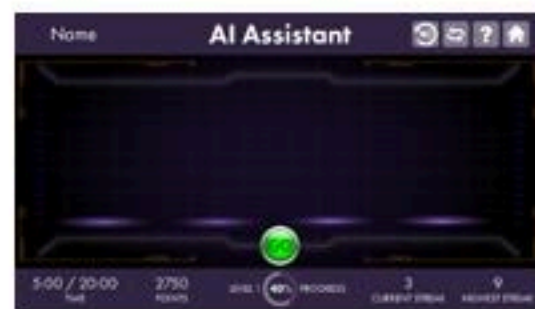 Name AI Assistant ?
GO
5:00 / 20:00 2750 LEVEL 1 40% PROGRESS 3 9
TIME POINTS CURRENT STREAK HIGHEST STREAK